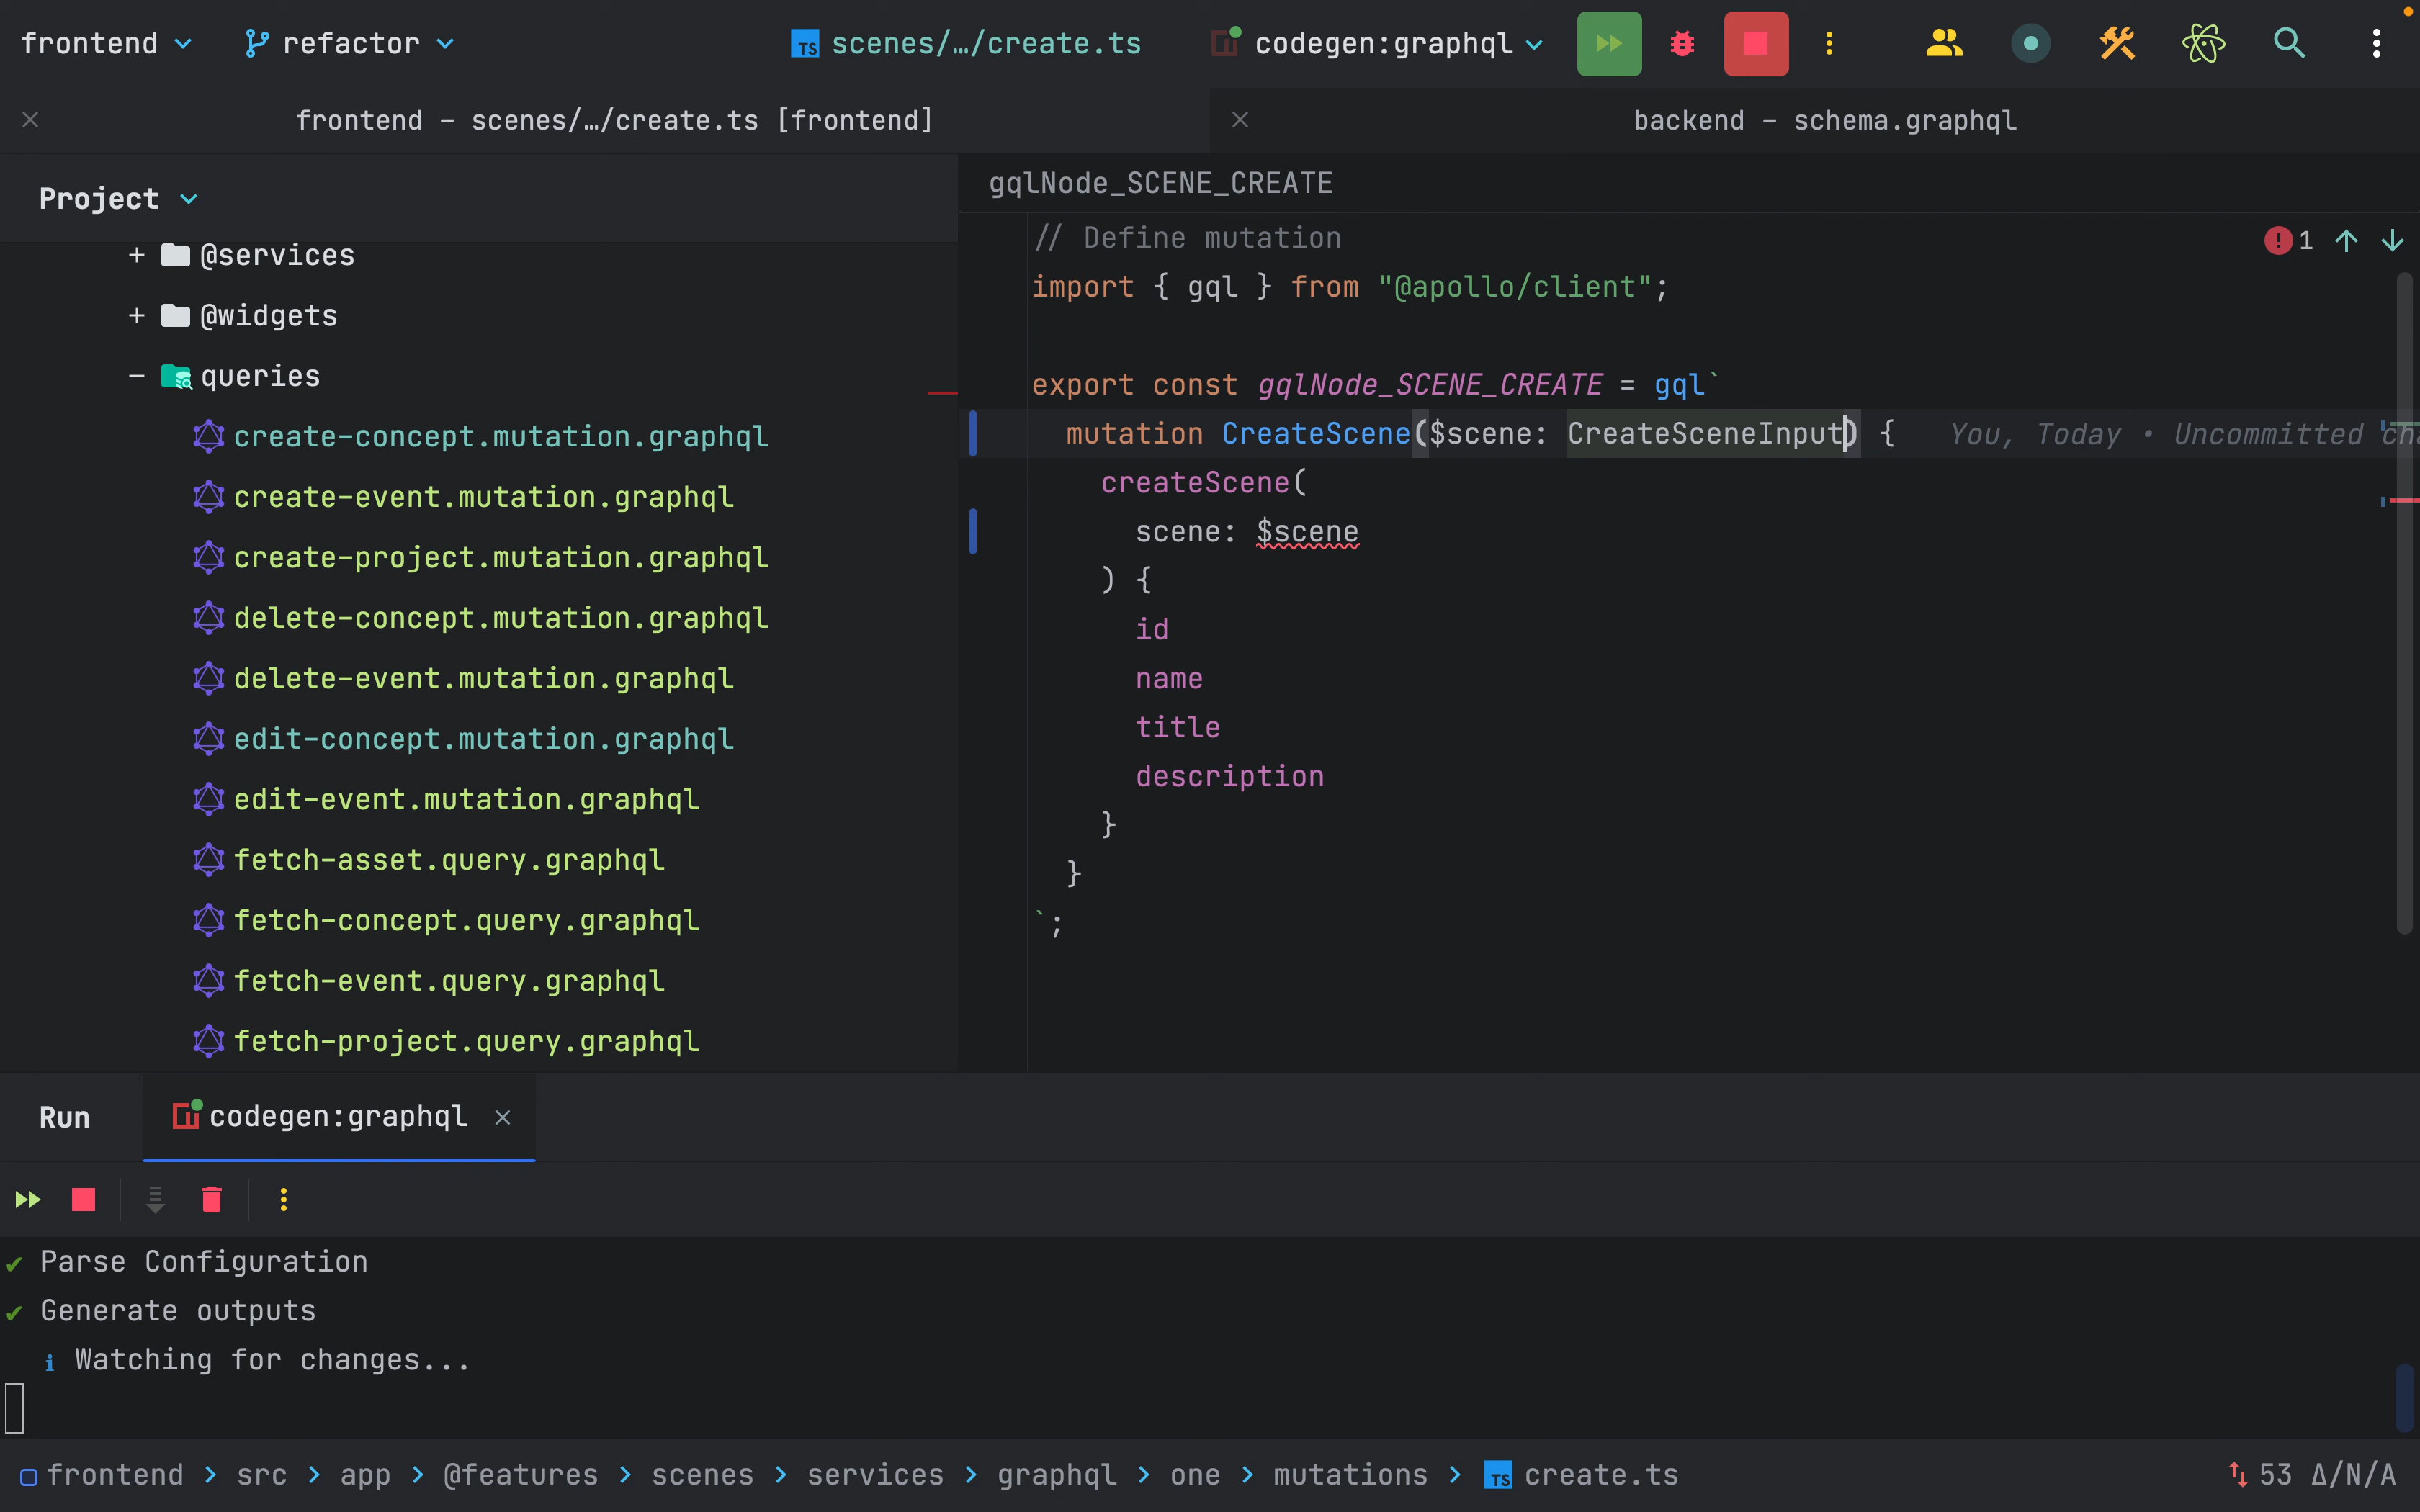 frontend refactor TS scenes/…/create.ts codegen:graphql
frontend – scenes/…/create.ts [frontend] backend – schema.graphql
Project
@services
@widgets
queries
create-concept.mutation.graphql
create-event.mutation.graphql
create-project.mutation.graphql
delete-concept.mutation.graphql
delete-event.mutation.graphql
edit-concept.mutation.graphql
edit-event.mutation.graphql
fetch-asset.query.graphql
fetch-concept.query.graphql
fetch-event.query.graphql
fetch-project.query.graphql
gqlNode_SCENE_CREATE
1
// Define mutation
import { gql } from "@apollo/client";
export const gqlNode_SCENE_CREATE = gql`
mutation CreateScene($scene: CreateSceneInput) { You, Today • Uncommitted cha
createScene(
scene: $scene
) {
id
name
title
description
}
}
`;
Run codegen:graphql
✔ Parse Configuration
✔ Generate outputs
i Watching for changes...
frontend > src > app > @features > scenes > services > graphql > one > mutations > TS create.ts 53 Δ/N/A